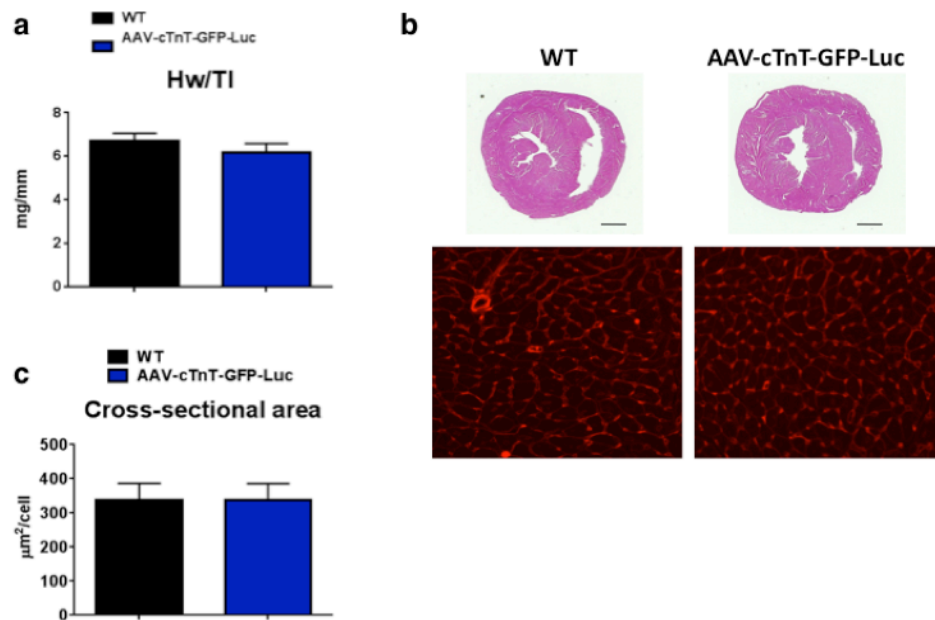 a
WT
AAV-cTnT-GFP-Luc
Hw/Tl
mg/mm
8
6
4
2
0
b
WT
AAV-cTnT-GFP-Luc
c
WT
AAV-cTnT-GFP-Luc
Cross-sectional area
μm²/cell
500
400
300
200
100
0